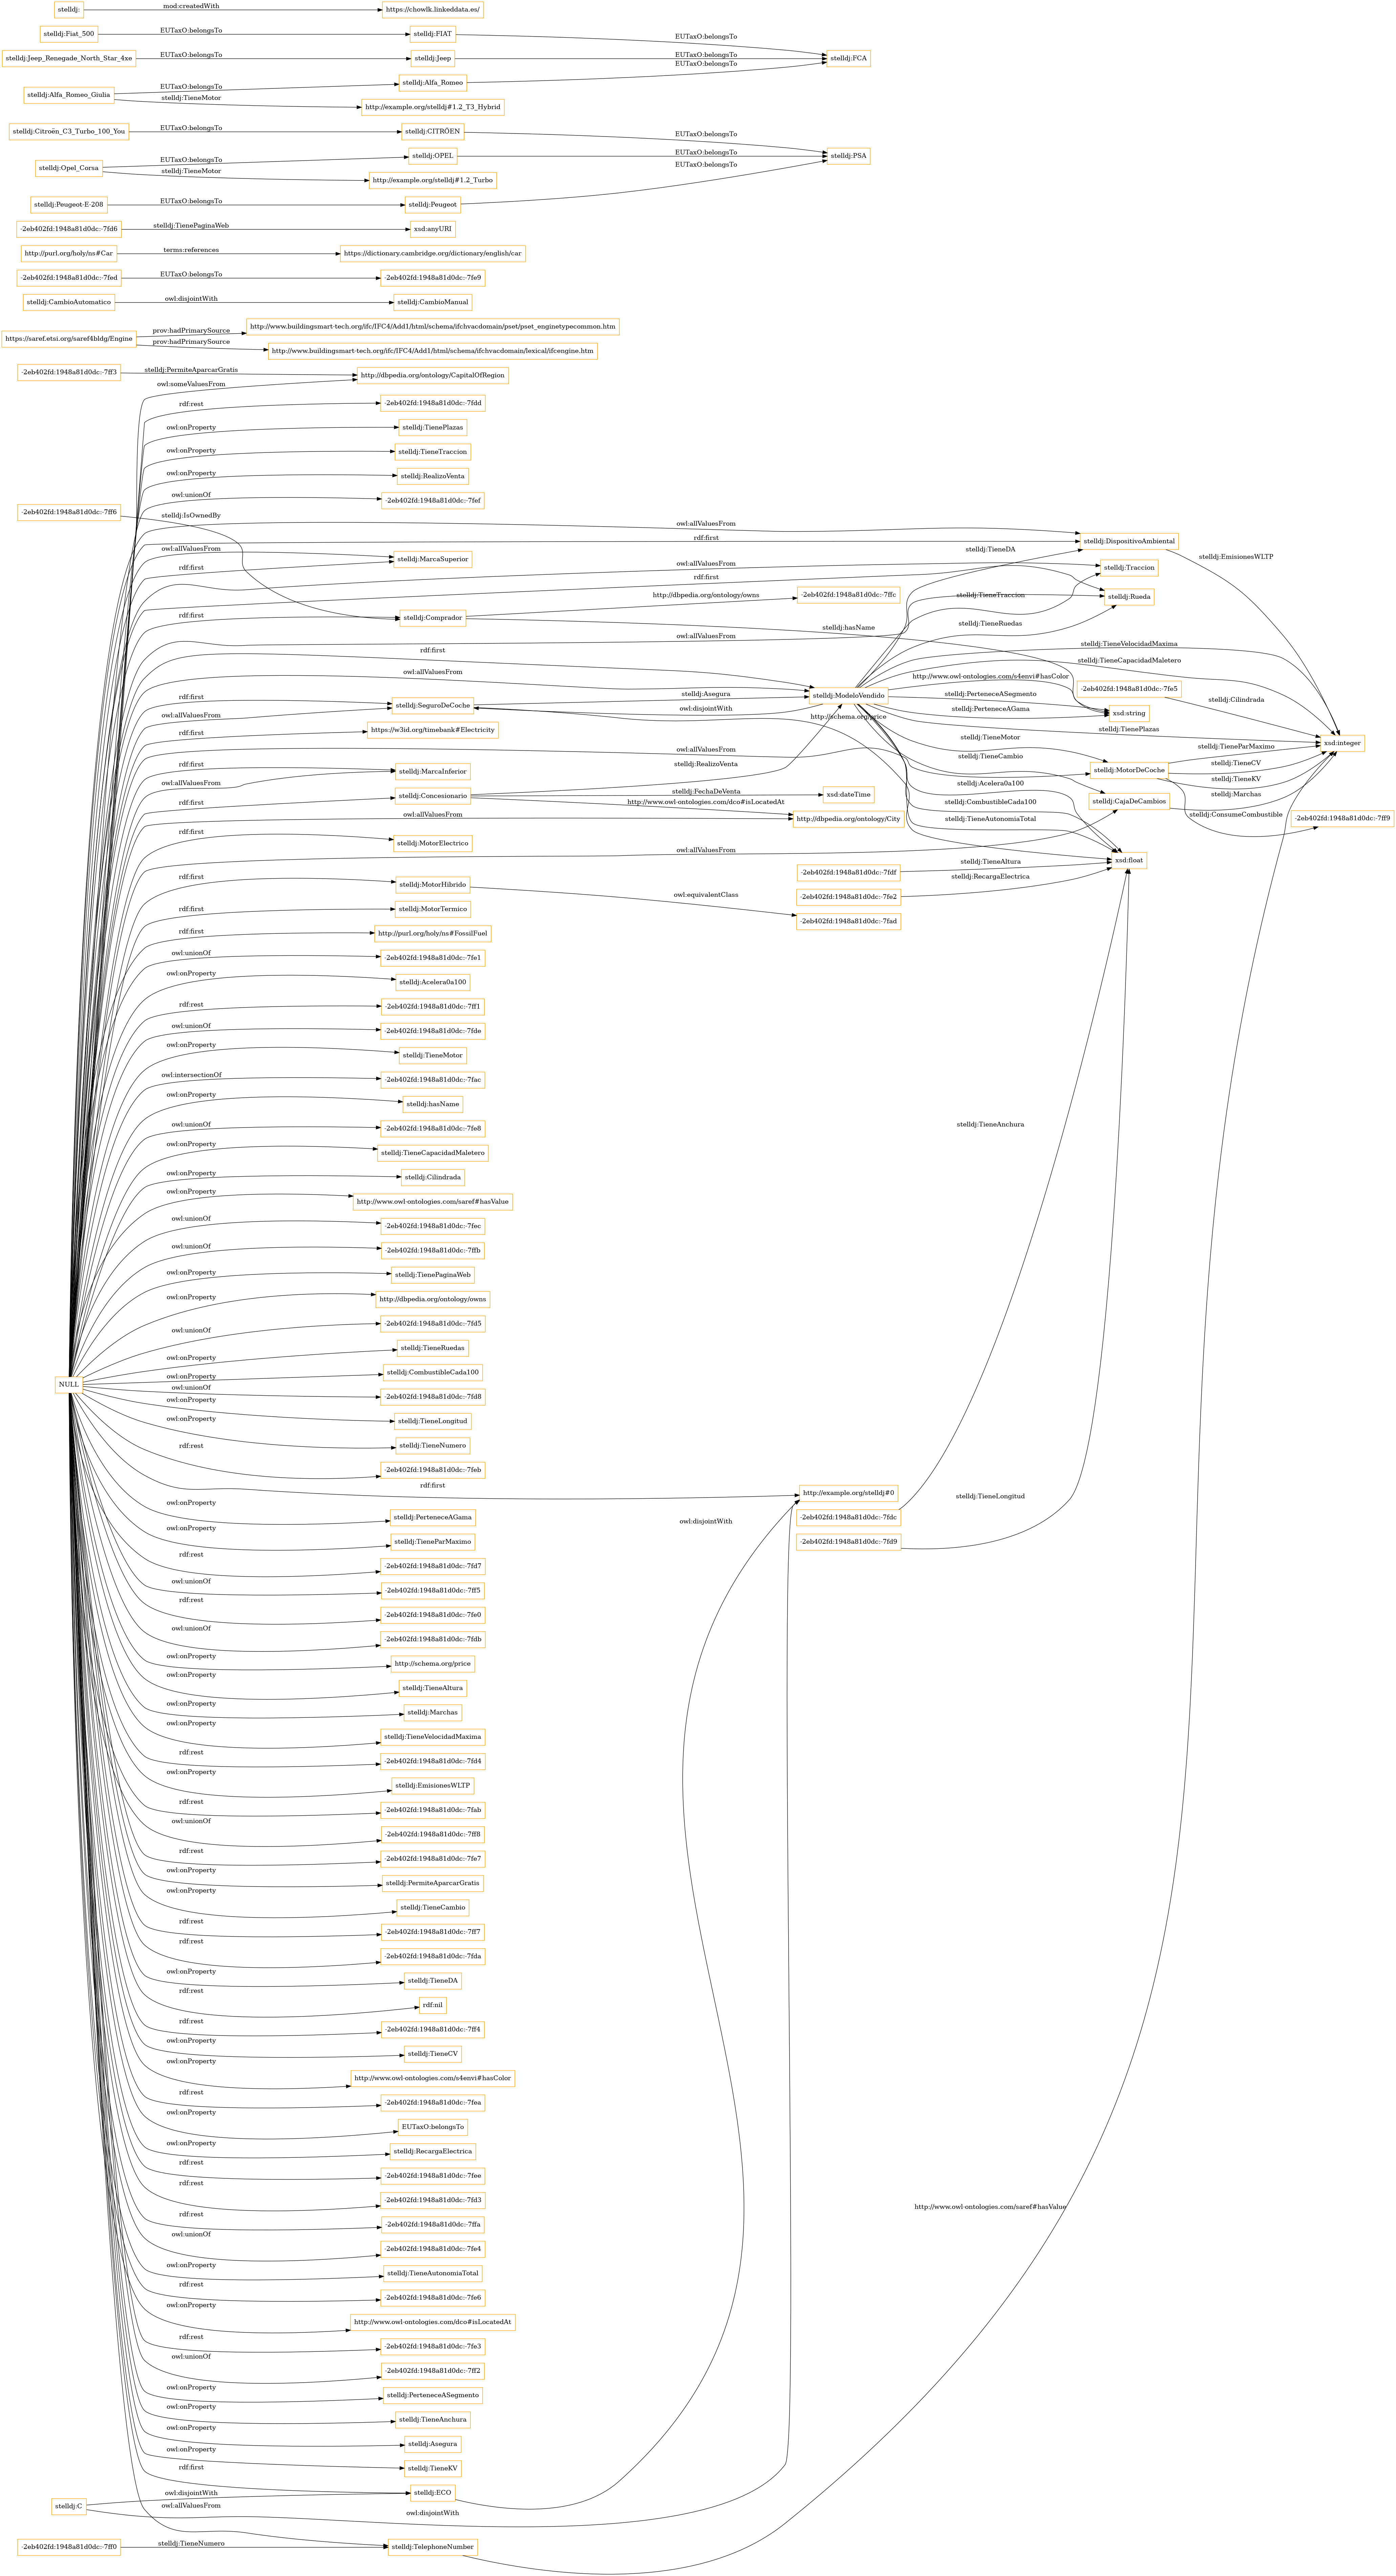 stelldj:
mod:createdWith
https://chowlk.linkeddata.es/
stelldj:Fiat_500
EUTaxO:belongsTo
stelldj:FIAT
EUTaxO:belongsTo
stelldj:Jeep_Renegade_North_Star_4xe
EUTaxO:belongsTo
stelldj:Jeep
EUTaxO:belongsTo
stelldj:FCA
stelldj:Alfa_Romeo_Giulia
EUTaxO:belongsTo
stelldj:Alfa_Romeo
EUTaxO:belongsTo
stelldj:TieneMotor
http://example.org/stelldj#1.2_T3_Hybrid
stelldj:Citroën_C3_Turbo_100_You
EUTaxO:belongsTo
stelldj:CITRÖEN
EUTaxO:belongsTo
stelldj:Opel_Corsa
EUTaxO:belongsTo
stelldj:OPEL
EUTaxO:belongsTo
stelldj:PSA
stelldj:TieneMotor
http://example.org/stelldj#1.2_Turbo
EUTaxO:belongsTo
stelldj:Peugeot-E-208
EUTaxO:belongsTo
stelldj:Peugeot
-2eb402fd:1948a81d0dc:-7fd6
stelldj:TienePaginaWeb
xsd:anyURI
http://purl.org/holy/ns#Car
terms:references
https://dictionary.cambridge.org/dictionary/english/car
-2eb402fd:1948a81d0dc:-7fed
EUTaxO:belongsTo
-2eb402fd:1948a81d0dc:-7fe9
stelldj:CambioAutomatico
owl:disjointWith
stelldj:CambioManual
https://saref.etsi.org/saref4bldg/Engine
prov:hadPrimarySource
http://www.buildingsmart-tech.org/ifc/IFC4/Add1/html/schema/ifchvacdomain/pset/pset_enginetypecommon.htm
prov:hadPrimarySource
http://www.buildingsmart-tech.org/ifc/IFC4/Add1/html/schema/ifchvacdomain/lexical/ifcengine.htm
-2eb402fd:1948a81d0dc:-7ff3
stelldj:PermiteAparcarGratis
http://dbpedia.org/ontology/CapitalOfRegion
owl:someValuesFrom
rdf:rest
-2eb402fd:1948a81d0dc:-7fdd
owl:onProperty
stelldj:TienePlazas
owl:onProperty
stelldj:TieneTraccion
owl:onProperty
stelldj:RealizoVenta
owl:unionOf
-2eb402fd:1948a81d0dc:-7fef
-2eb402fd:1948a81d0dc:-7ff6
stelldj:IsOwnedBy
owl:allValuesFrom
rdf:first
stelldj:DispositivoAmbiental
stelldj:EmisionesWLTP
owl:allValuesFrom
stelldj:MarcaSuperior
rdf:first
stelldj:TieneDA
owl:allValuesFrom
stelldj:Traccion
rdf:first
http://dbpedia.org/ontology/owns
-2eb402fd:1948a81d0dc:-7ffc
stelldj:TieneTraccion
stelldj:Rueda
rdf:first
stelldj:Comprador
stelldj:hasName
stelldj:TieneRuedas
owl:allValuesFrom
rdf:first
stelldj:TieneVelocidadMaxima
stelldj:TieneCapacidadMaletero
owl:allValuesFrom
http://www.owl-ontologies.com/s4envi#hasColor
-2eb402fd:1948a81d0dc:-7fe5
stelldj:Cilindrada
rdf:first
stelldj:SeguroDeCoche
stelldj:Asegura
stelldj:ModeloVendido
stelldj:PerteneceASegmento
owl:disjointWith
stelldj:PerteneceAGama
xsd:string
owl:allValuesFrom
http://schema.org/price
stelldj:TienePlazas
rdf:first
https://w3id.org/timebank#Electricity
stelldj:TieneMotor
xsd:integer
owl:allValuesFrom
stelldj:TieneCambio
stelldj:TieneParMaximo
rdf:first
stelldj:MarcaInferior
stelldj:RealizoVenta
stelldj:MotorDeCoche
stelldj:TieneCV
owl:allValuesFrom
stelldj:Acelera0a100
stelldj:TieneKV
rdf:first
stelldj:Concesionario
stelldj:FechaDeVenta
xsd:dateTime
stelldj:CombustibleCada100
stelldj:CajaDeCambios
stelldj:Marchas
http://www.owl-ontologies.com/dco#isLocatedAt
owl:allValuesFrom
http://dbpedia.org/ontology/City
stelldj:TieneAutonomiaTotal
stelldj:ConsumeCombustible
-2eb402fd:1948a81d0dc:-7ff9
rdf:first
stelldj:MotorElectrico
owl:allValuesFrom
stelldj:TieneAltura
xsd:float
-2eb402fd:1948a81d0dc:-7fdf
rdf:first
stelldj:MotorHibrido
owl:equivalentClass
-2eb402fd:1948a81d0dc:-7fe2
stelldj:RecargaElectrica
-2eb402fd:1948a81d0dc:-7fad
rdf:first
stelldj:MotorTermico
rdf:first
http://purl.org/holy/ns#FossilFuel
owl:unionOf
-2eb402fd:1948a81d0dc:-7fe1
owl:onProperty
stelldj:Acelera0a100
rdf:rest
-2eb402fd:1948a81d0dc:-7ff1
owl:unionOf
-2eb402fd:1948a81d0dc:-7fde
owl:onProperty
stelldj:TieneMotor
owl:intersectionOf
-2eb402fd:1948a81d0dc:-7fac
owl:onProperty
stelldj:hasName
owl:unionOf
-2eb402fd:1948a81d0dc:-7fe8
stelldj:TieneAnchura
owl:onProperty
stelldj:TieneCapacidadMaletero
owl:onProperty
stelldj:Cilindrada
owl:onProperty
http://www.owl-ontologies.com/saref#hasValue
owl:unionOf
-2eb402fd:1948a81d0dc:-7fec
owl:unionOf
-2eb402fd:1948a81d0dc:-7ffb
owl:onProperty
stelldj:TienePaginaWeb
owl:onProperty
http://dbpedia.org/ontology/owns
owl:unionOf
-2eb402fd:1948a81d0dc:-7fd5
owl:onProperty
stelldj:TieneRuedas
NULL
owl:onProperty
stelldj:CombustibleCada100
owl:unionOf
-2eb402fd:1948a81d0dc:-7fd8
owl:onProperty
stelldj:TieneLongitud
owl:onProperty
stelldj:TieneNumero
rdf:rest
-2eb402fd:1948a81d0dc:-7feb
rdf:first
http://example.org/stelldj#0
stelldj:TieneLongitud
owl:onProperty
stelldj:PerteneceAGama
owl:disjointWith
-2eb402fd:1948a81d0dc:-7fdc
owl:onProperty
stelldj:TieneParMaximo
-2eb402fd:1948a81d0dc:-7fd9
rdf:rest
-2eb402fd:1948a81d0dc:-7fd7
owl:unionOf
-2eb402fd:1948a81d0dc:-7ff5
rdf:rest
-2eb402fd:1948a81d0dc:-7fe0
owl:unionOf
-2eb402fd:1948a81d0dc:-7fdb
owl:onProperty
http://schema.org/price
owl:onProperty
stelldj:TieneAltura
owl:onProperty
stelldj:Marchas
owl:onProperty
stelldj:TieneVelocidadMaxima
rdf:rest
-2eb402fd:1948a81d0dc:-7fd4
owl:onProperty
stelldj:EmisionesWLTP
rdf:rest
-2eb402fd:1948a81d0dc:-7fab
owl:unionOf
-2eb402fd:1948a81d0dc:-7ff8
rdf:rest
-2eb402fd:1948a81d0dc:-7fe7
owl:onProperty
stelldj:PermiteAparcarGratis
owl:onProperty
stelldj:TieneCambio
rdf:rest
-2eb402fd:1948a81d0dc:-7ff7
rdf:rest
-2eb402fd:1948a81d0dc:-7fda
owl:onProperty
stelldj:TieneDA
rdf:rest
rdf:nil
rdf:rest
-2eb402fd:1948a81d0dc:-7ff4
owl:onProperty
stelldj:TieneCV
owl:onProperty
http://www.owl-ontologies.com/s4envi#hasColor
rdf:rest
-2eb402fd:1948a81d0dc:-7fea
owl:onProperty
EUTaxO:belongsTo
owl:onProperty
stelldj:RecargaElectrica
rdf:rest
-2eb402fd:1948a81d0dc:-7fee
rdf:rest
-2eb402fd:1948a81d0dc:-7fd3
http://www.owl-ontologies.com/saref#hasValue
rdf:rest
-2eb402fd:1948a81d0dc:-7ffa
owl:unionOf
-2eb402fd:1948a81d0dc:-7fe4
owl:onProperty
stelldj:TieneAutonomiaTotal
rdf:rest
-2eb402fd:1948a81d0dc:-7fe6
owl:onProperty
http://www.owl-ontologies.com/dco#isLocatedAt
rdf:rest
-2eb402fd:1948a81d0dc:-7fe3
owl:unionOf
-2eb402fd:1948a81d0dc:-7ff2
owl:onProperty
stelldj:PerteneceASegmento
owl:onProperty
stelldj:TieneAnchura
owl:onProperty
stelldj:Asegura
owl:onProperty
stelldj:TieneKV
rdf:first
stelldj:ECO
stelldj:C
owl:disjointWith
owl:allValuesFrom
owl:disjointWith
-2eb402fd:1948a81d0dc:-7ff0
stelldj:TieneNumero
stelldj:TelephoneNumber